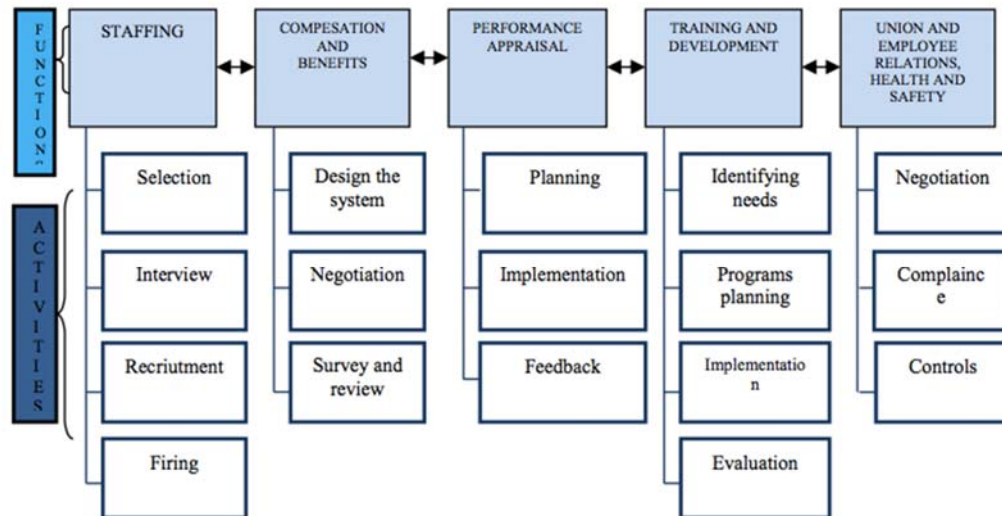 FUNCTIONS
STAFFING
COMPESATION
AND
BENEFITS
PERFORMANCE
APPRAISAL
TRAINING AND
DEVELOPMENT
UNION AND
EMPLOYEE
RELATIONS,
HEALTH AND
SAFETY
ACTIVITIES
Selection
Design the
system
Planning
Identifying
needs
Negotiation
Interview
Negotiation
Implementation
Programs
planning
Complainc
e
Recriutment
Survey and
review
Feedback
Implementatio
n
Controls
Firing
Evaluation